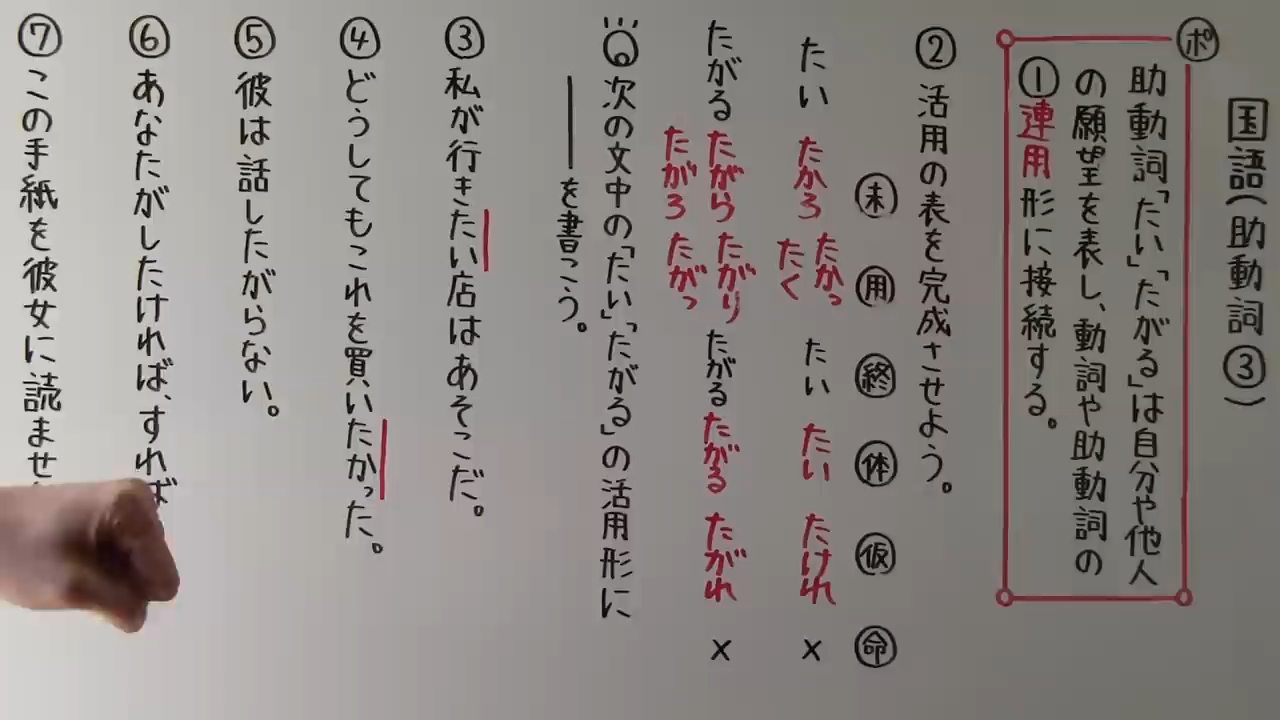 国語(助動詞③)
ポ
助動詞「たい」「たがる」は自分や他人
の願望を表し、動詞や助動詞の
①連用形に接続する。
②活用の表を完成させよう。
未 用 終 体 仮 命
たい たかろ たかっ たく たい たい たけれ ×
たがる たがら たがろ たがり たがっ たがる たがる たがれ ×
次の文中の「たい」「たがる」の活用形に
を書こう。
③私が行きたい店はあそこだ。
④どうしてもこれを買いたかった。
⑤彼は話したがらない。
⑥あなたがしたければ、すれば
⑦この手紙を彼女に読ませ